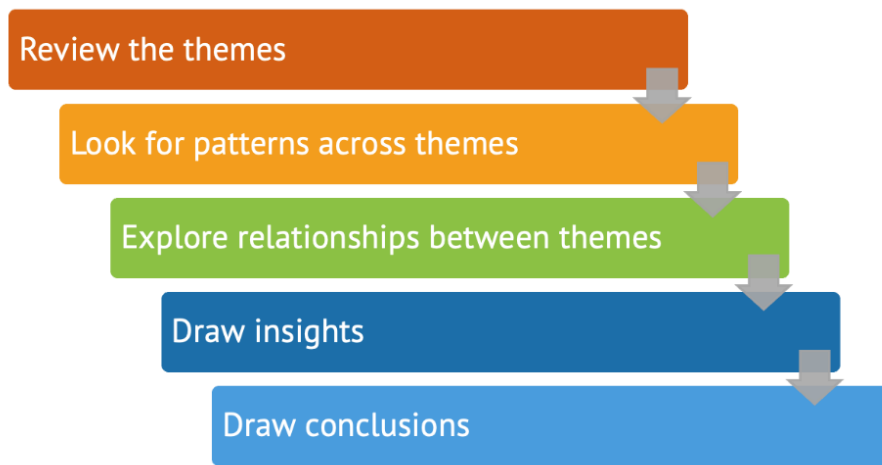 Review the themes
Look for patterns across themes
Explore relationships between themes
Draw insights
Draw conclusions